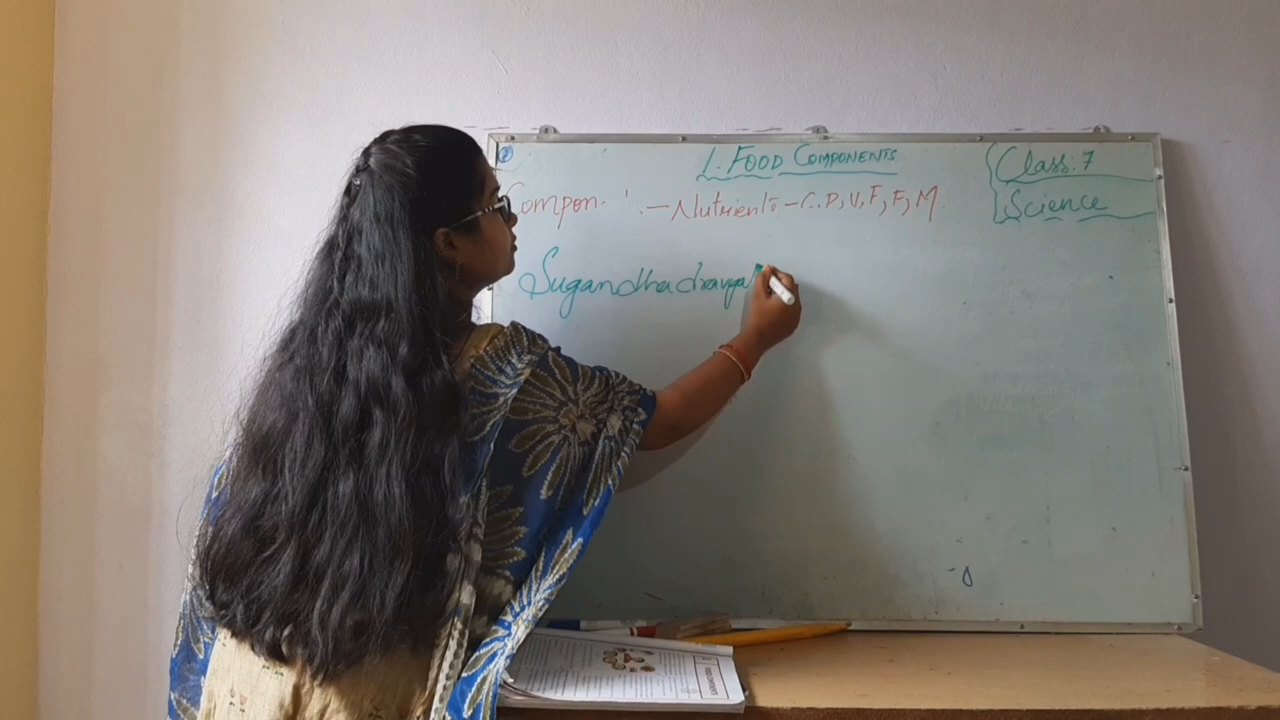 1. FOOD COMPONENTS
Class. 7
Science
Compon. - Nutrients - C, P, V, F, F, M.
Sugandhadravya